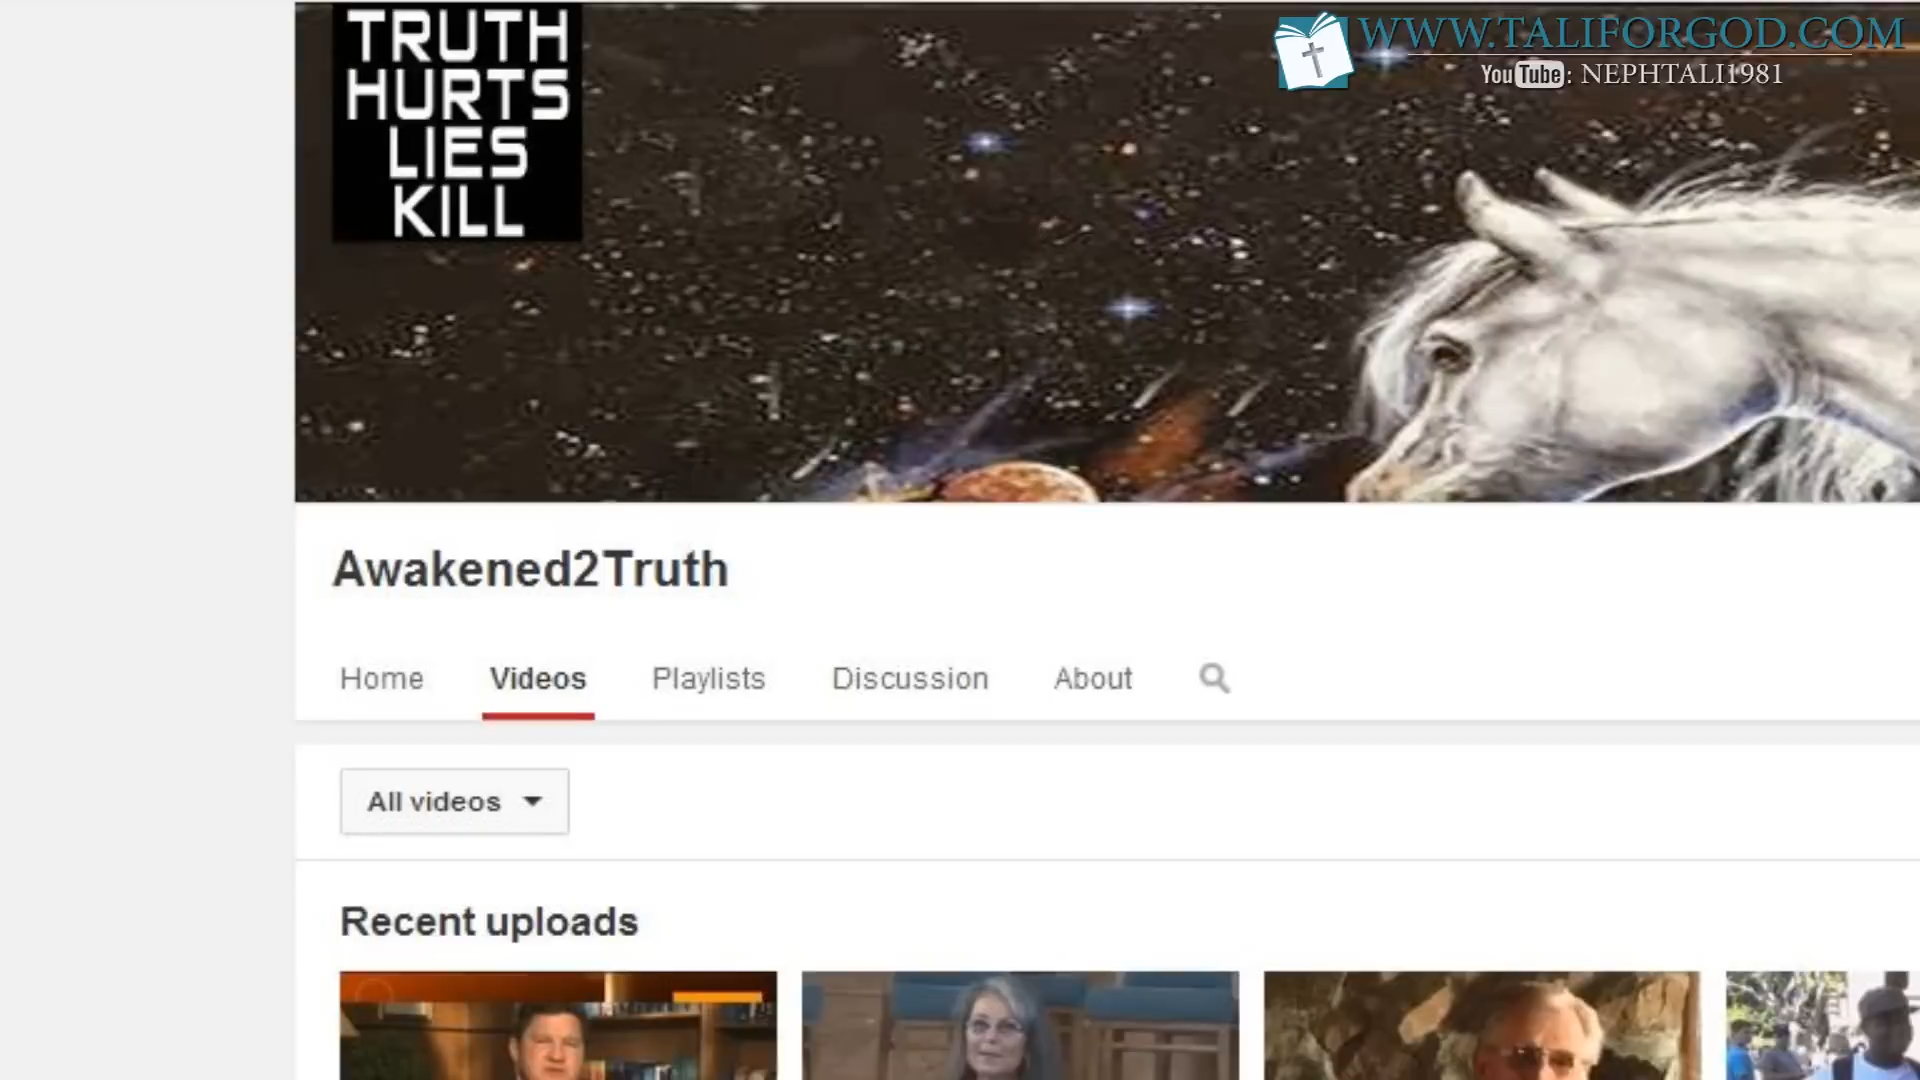 TRUTH
HURTS
LIES
KILL
WWW.TALIFORGOD.COM
YouTube: NEPHTALI1981
Awakened2Truth
Home Videos Playlists Discussion About
All videos
Recent uploads